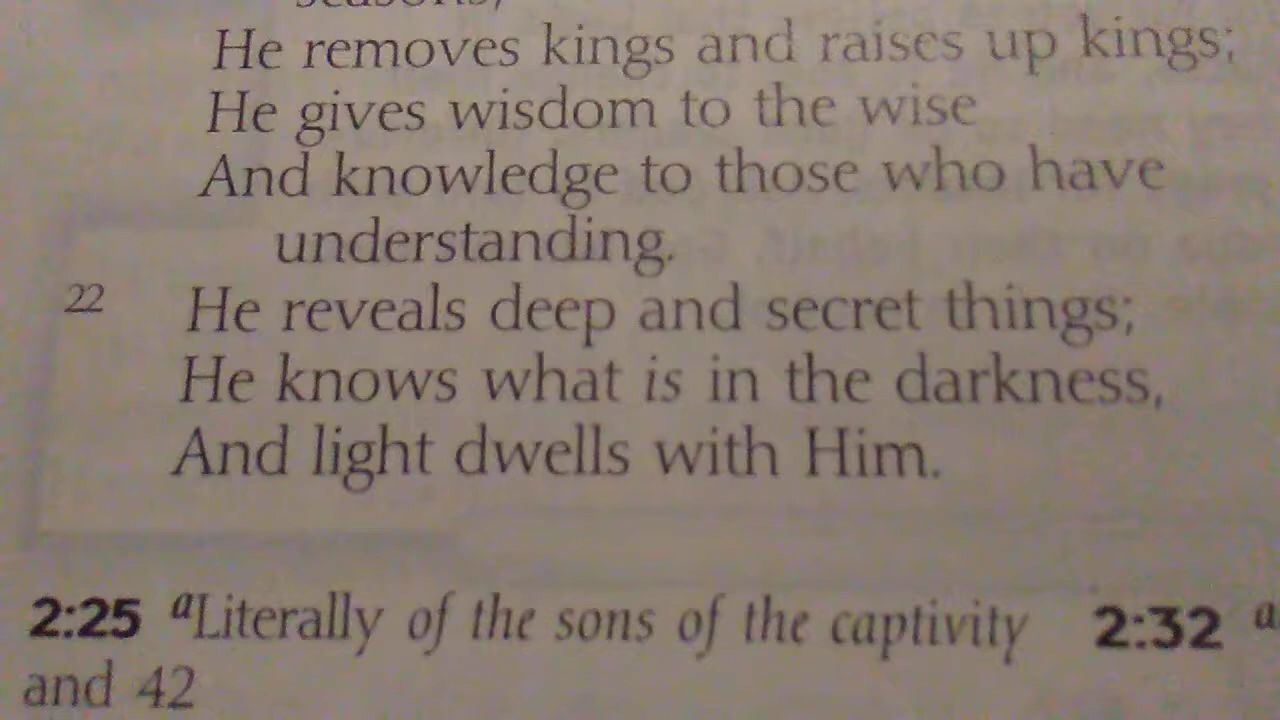 seasons;
He removes kings and raises up kings;
He gives wisdom to the wise
And knowledge to those who have
understanding.
22 He reveals deep and secret things;
He knows what is in the darkness,
And light dwells with Him.
2:25 aLiterally of the sons of the captivity 2:32 a
and 42